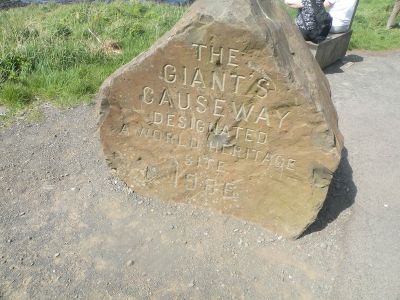 THE
GIANT'S
CAUSEWAY
DESIGNATED
A WORLD HERITAGE
SITE
1986